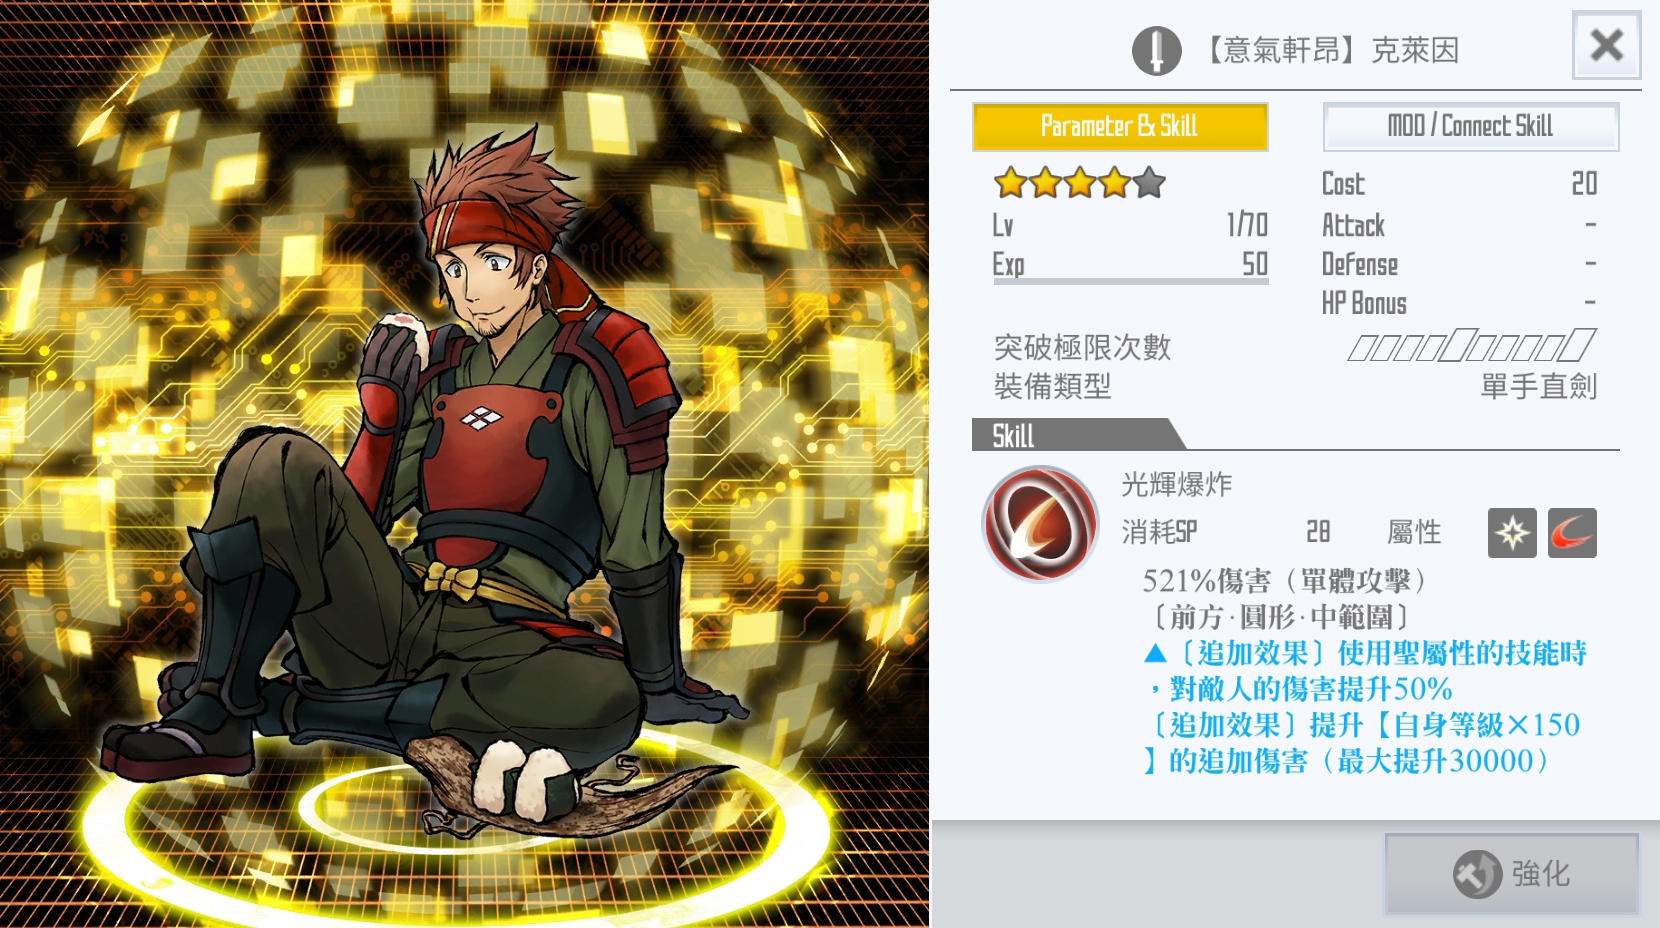 【意氣軒昂】克萊因
Parameter & Skill
MOD / Connect Skill
Lv 1/70
Exp 50
Cost 20
Attack -
Defense -
HP Bonus -
突破極限次數
裝備類型 單手直劍
Skill
光輝爆炸
消耗SP 28 屬性
521%傷害（單體攻擊）
〔前方·圓形·中範圍〕
▲〔追加效果〕使用聖屬性的技能時
，對敵人的傷害提升50%
〔追加效果〕提升【自身等級×150
】的追加傷害（最大提升30000）
強化